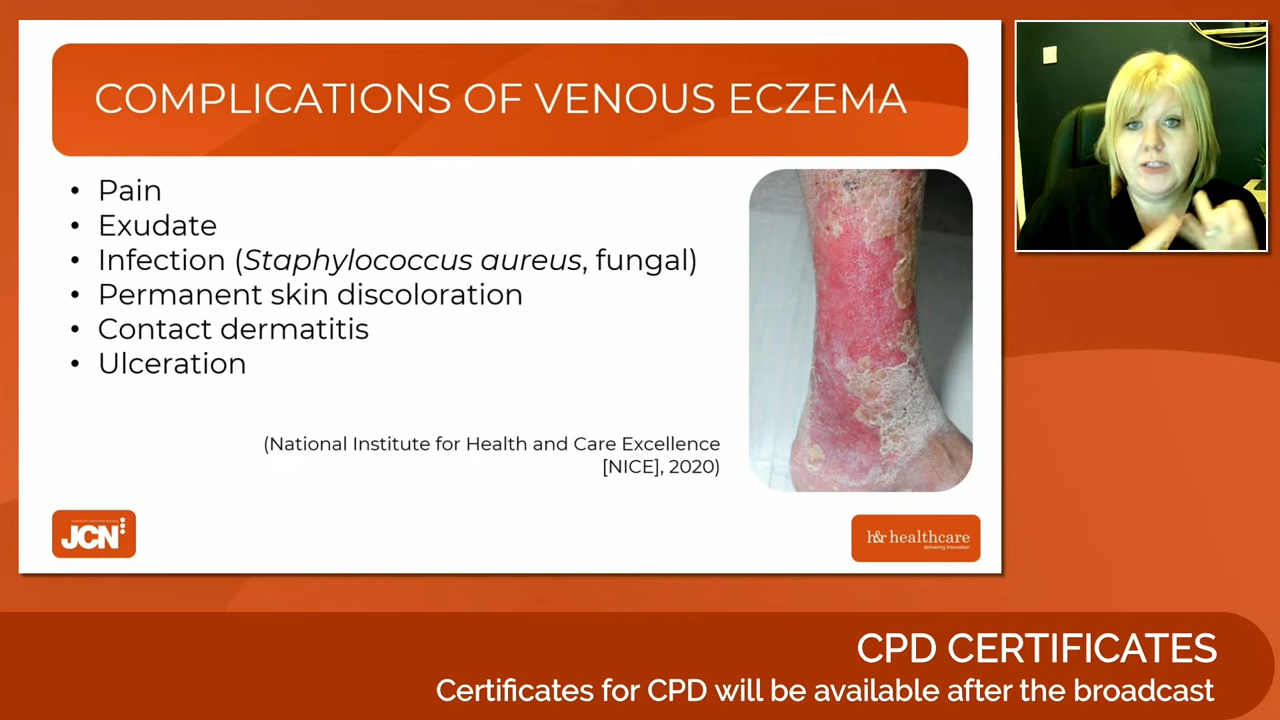 COMPLICATIONS OF VENOUS ECZEMA
• Pain
• Exudate
• Infection (Staphylococcus aureus, fungal)
• Permanent skin discoloration
• Contact dermatitis
• Ulceration
(National Institute for Health and Care Excellence
[NICE], 2020)
JCN
h&r healthcare
delivering innovation
CPD CERTIFICATES
Certificates for CPD will be available after the broadcast